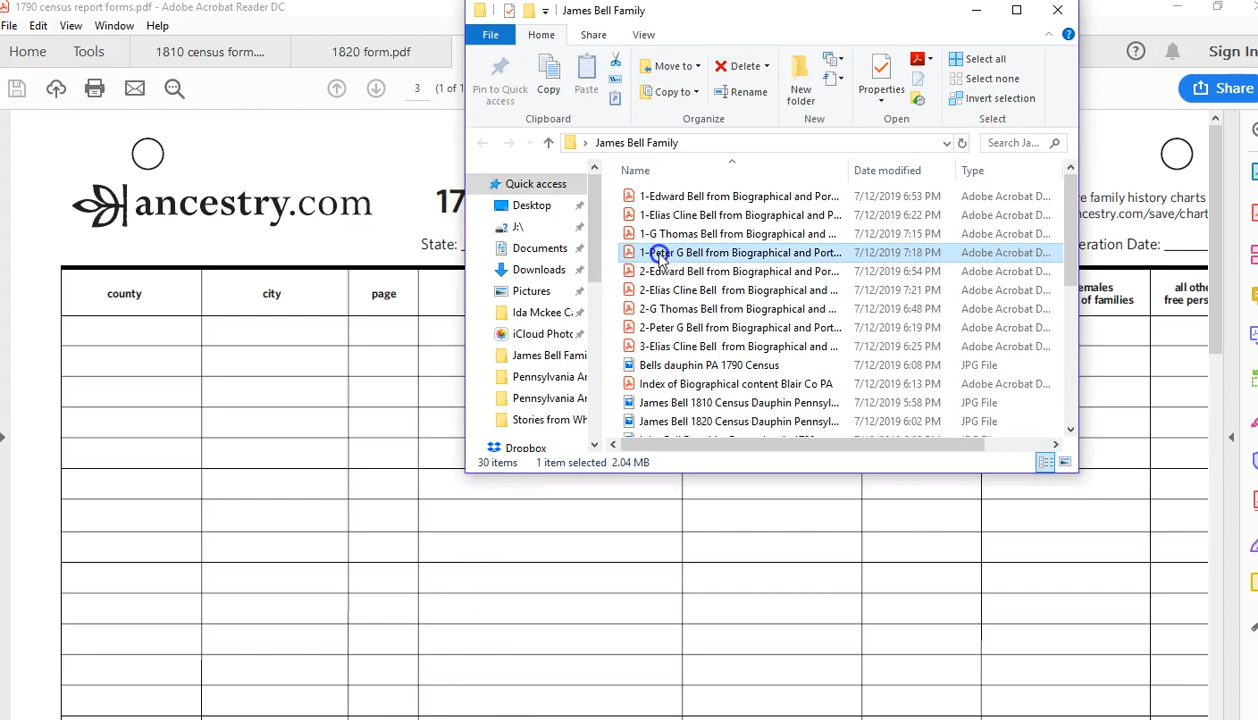 1790 census report forms.pdf - Adobe Acrobat Reader DC
File Edit View Window Help
Home Tools 1810 census form.... 1820 form.pdf Sign In
3 (1 of 1
Share
ancestry.com 17
State:
county city page
James Bell Family
File Home Share View
Pin to Quick access Copy Paste
Move to Copy to Delete Rename
New folder Properties
Select all
Select none
Invert selection
Clipboard Organize New Open Select
James Bell Family Search Ja...
Quick access
Desktop
J:\
Documents
Downloads
Pictures
Ida Mckee C
iCloud Photo
James Bell Fami
Pennsylvania Ar
Pennsylvania Ar
Stories from Wh
Dropbox
Name Date modified Type
1-Edward Bell from Biographical and Por... 7/12/2019 6:53 PM Adobe Acrobat D...
1-Elias Cline Bell from Biographical and P... 7/12/2019 6:22 PM Adobe Acrobat D...
1-G Thomas Bell from Biographical and ... 7/12/2019 7:15 PM Adobe Acrobat D...
1-Peter G Bell from Biographical and Port... 7/12/2019 7:18 PM Adobe Acrobat D...
2-Edward Bell from Biographical and Por... 7/12/2019 6:54 PM Adobe Acrobat D...
2-Elias Cline Bell from Biographical and ... 7/12/2019 7:21 PM Adobe Acrobat D...
2-G Thomas Bell from Biographical and ... 7/12/2019 6:48 PM Adobe Acrobat D...
2-Peter G Bell from Biographical and Port... 7/12/2019 6:19 PM Adobe Acrobat D...
3-Elias Cline Bell from Biographical and ... 7/12/2019 6:25 PM Adobe Acrobat D...
Bells dauphin PA 1790 Census 7/12/2019 6:08 PM JPG File
Index of Biographical content Blair Co PA 7/12/2019 6:13 PM Adobe Acrobat D...
James Bell 1810 Census Dauphin Pennsyl... 7/12/2019 5:58 PM JPG File
James Bell 1820 Census Dauphin Pennsyl... 7/12/2019 6:02 PM JPG File
30 items 1 item selected 2.04 MB
e family history charts
cestry.com/save/chart
eration Date:
emales
of families
all oth
free pers